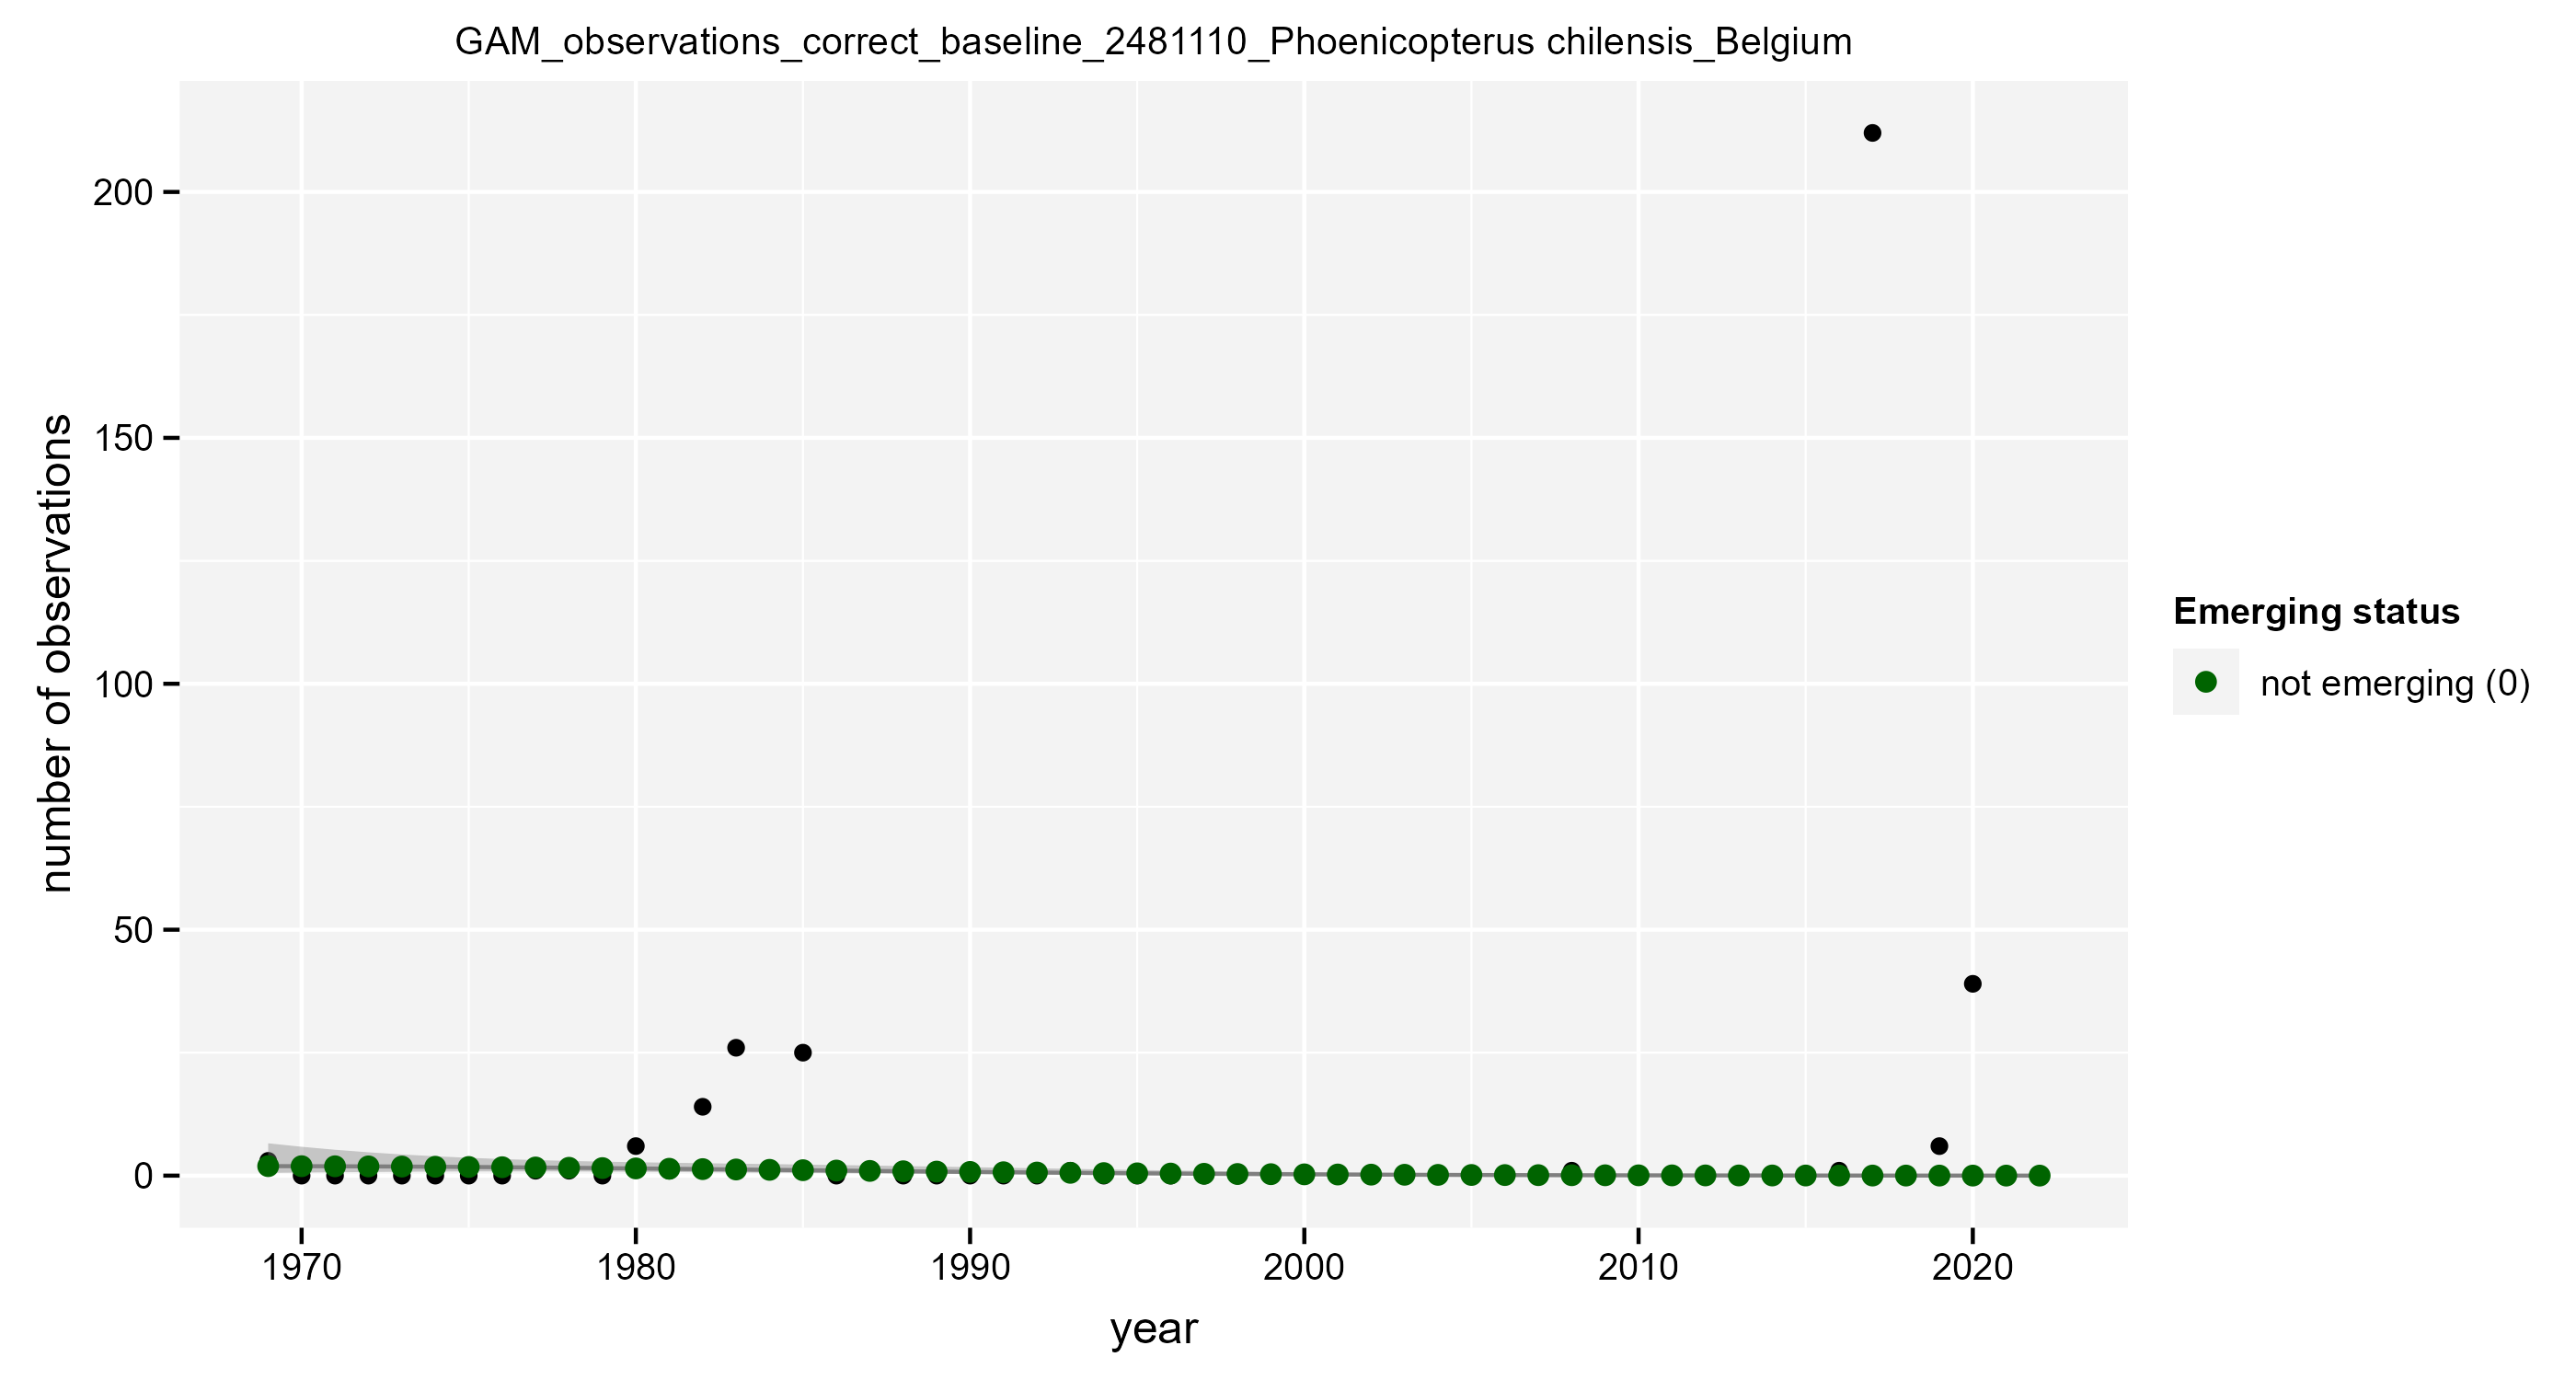 GAM_observations_correct_baseline_2481110_Phoenicopterus chilensis_Belgium
number of observations
200
150
100
50
0
1970
1980
1990
2000
2010
2020
year
Emerging status
not emerging (0)